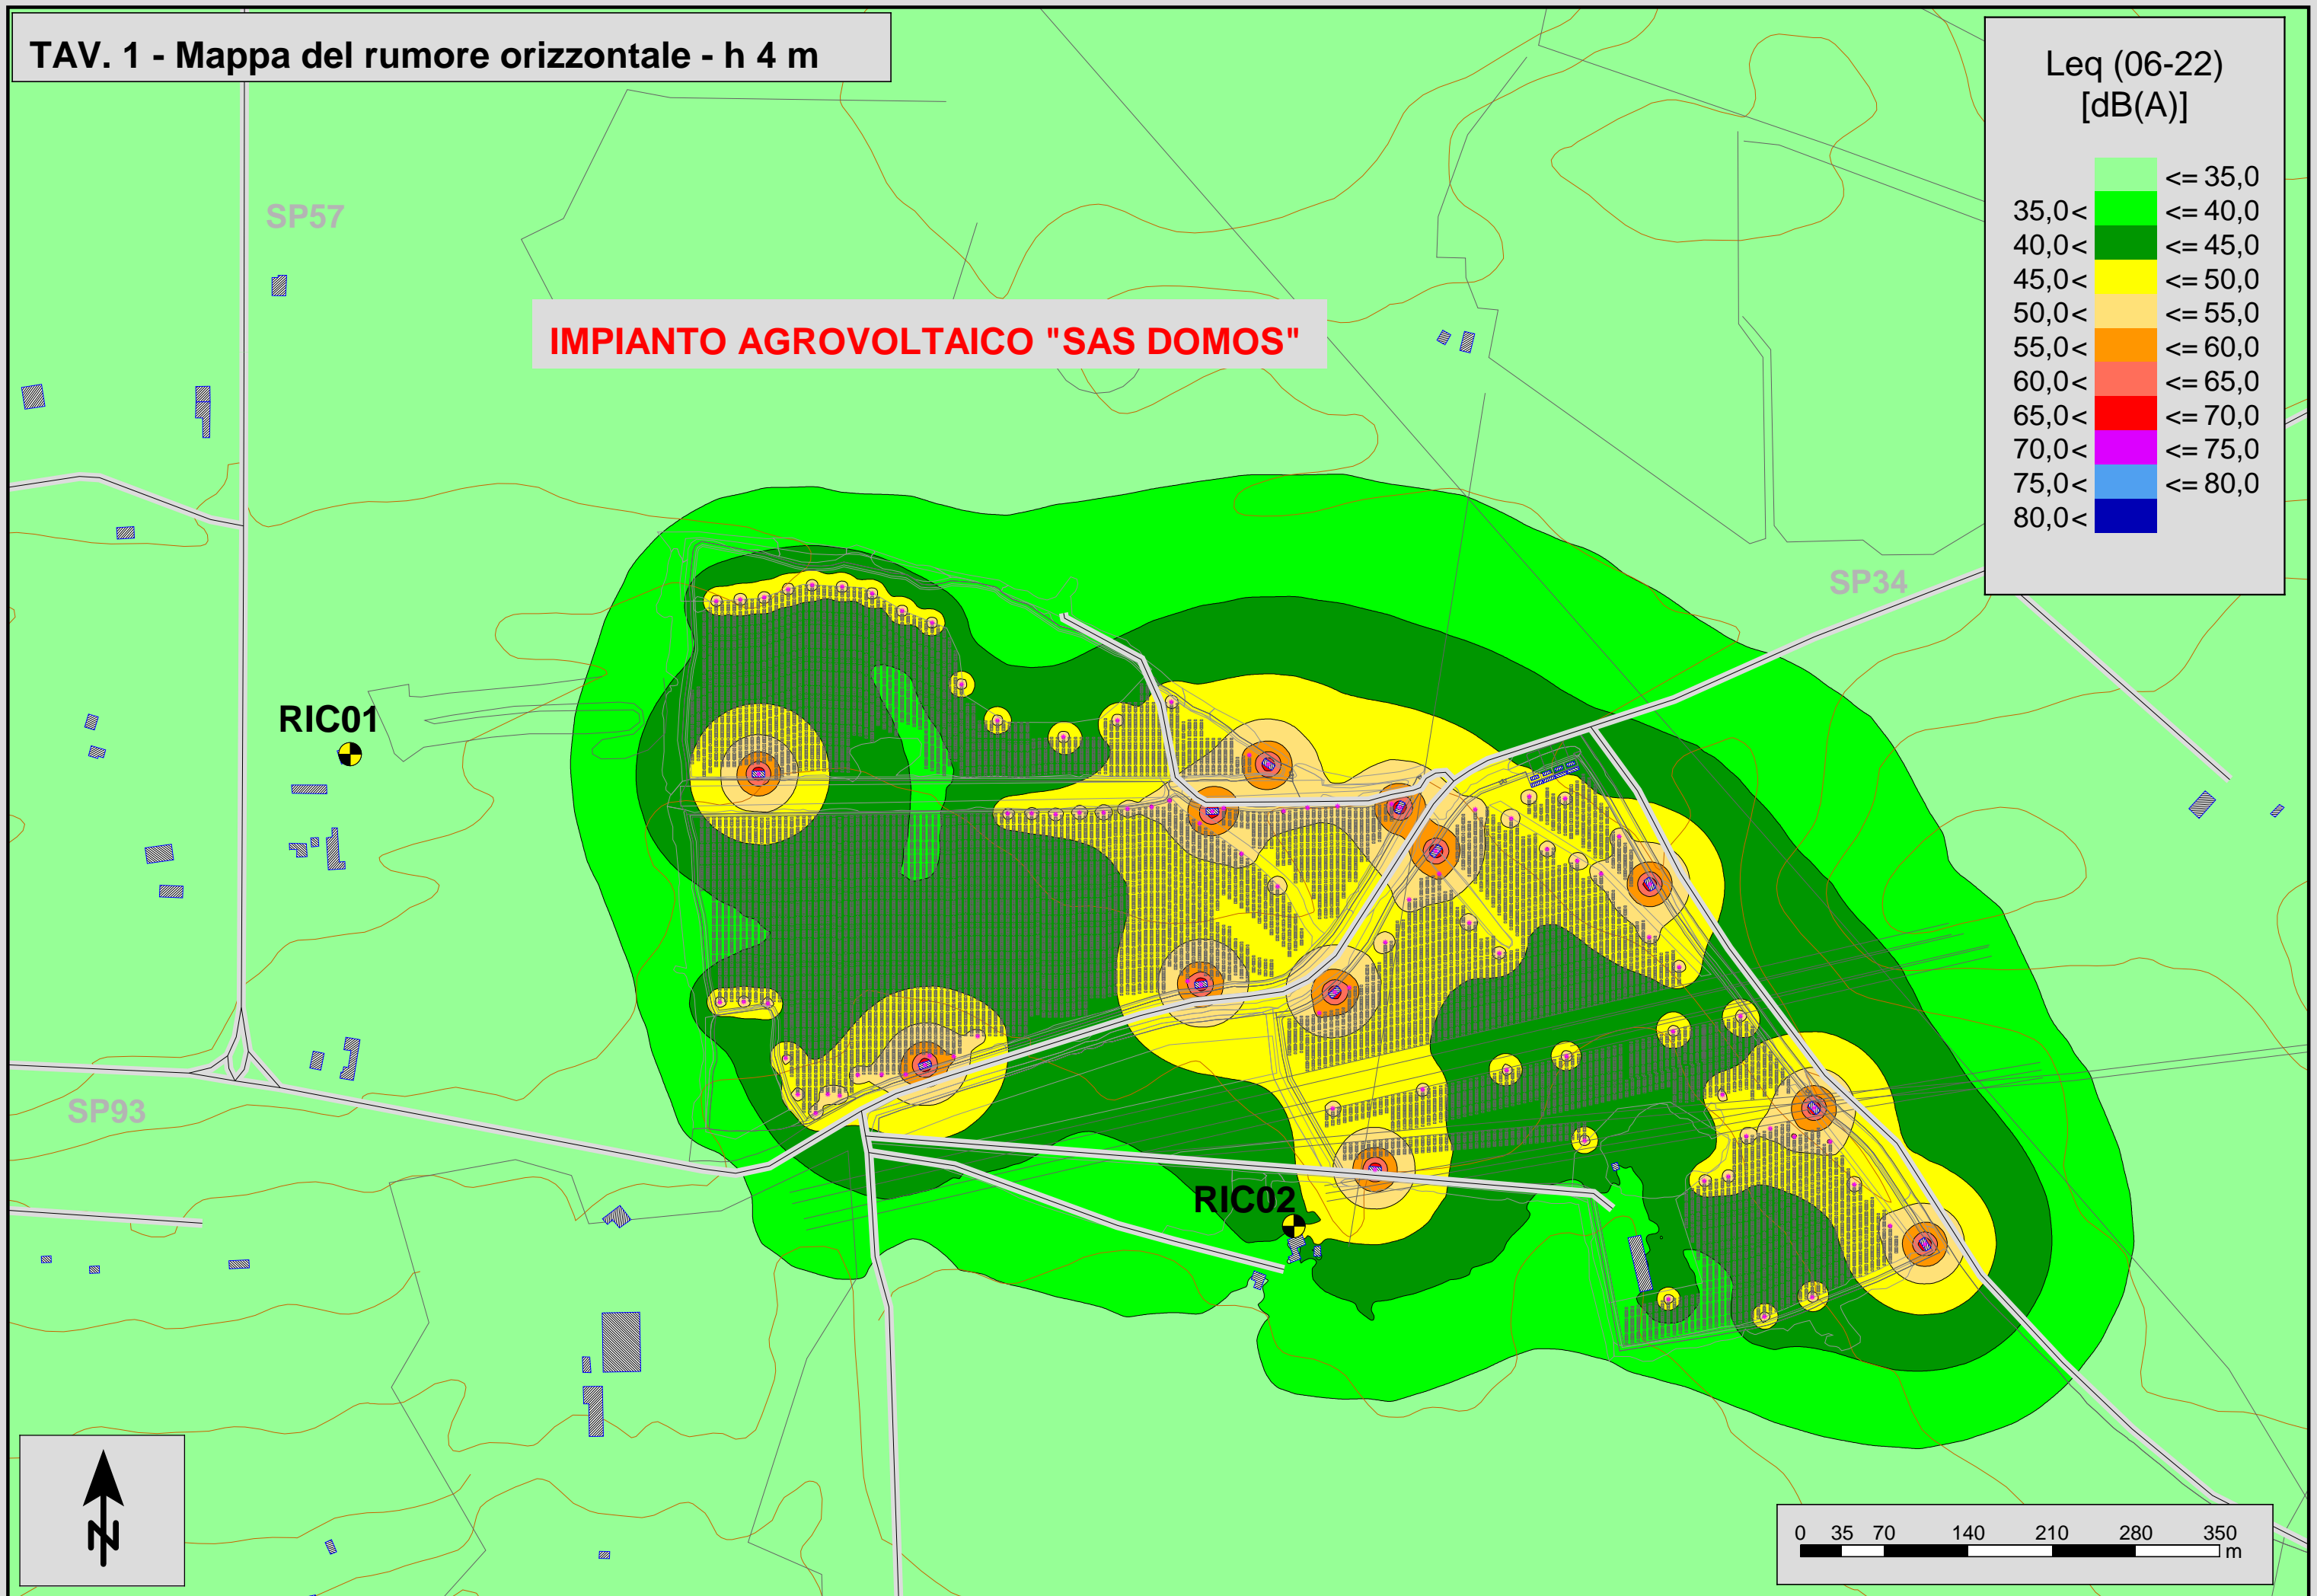 TAV. 1 - Mappa del rumore orizzontale - h 4 m
Leq (06-22)
[dB(A)]
<= 35,0
35,0< <= 40,0
40,0< <= 45,0
45,0< <= 50,0
50,0< <= 55,0
55,0< <= 60,0
60,0< <= 65,0
65,0< <= 70,0
70,0< <= 75,0
75,0< <= 80,0
80,0<
SP57
IMPIANTO AGROVOLTAICO "SAS DOMOS"
SP34
RIC01
SP93
RIC02
N
0 35 70 140 210 280 350
m